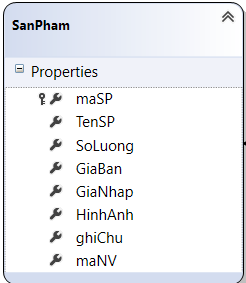 SanPham
Properties
maSP
TenSP
SoLuong
GiaBan
GiaNhap
HinhAnh
ghiChu
maNV